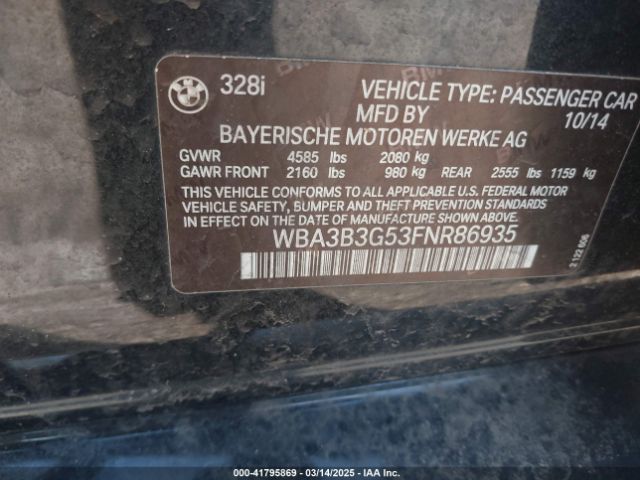 328i
VEHICLE TYPE: PASSENGER CAR
MFD BY 10/14
BAYERISCHE MOTOREN WERKE AG
GVWR 4585 lbs 2080 kg
GAWR FRONT 2160 lbs 980 kg REAR 2555 lbs 1159 kg
THIS VEHICLE CONFORMS TO ALL APPLICABLE U.S. FEDERAL MOTOR
VEHICLE SAFETY, BUMPER AND THEFT PREVENTION STANDARDS
IN EFFECT ON THE DATE OF MANUFACTURE SHOWN ABOVE.
WBA3B3G53FNR86935
000-41795869 | 03/14/2025 - IAA Inc.